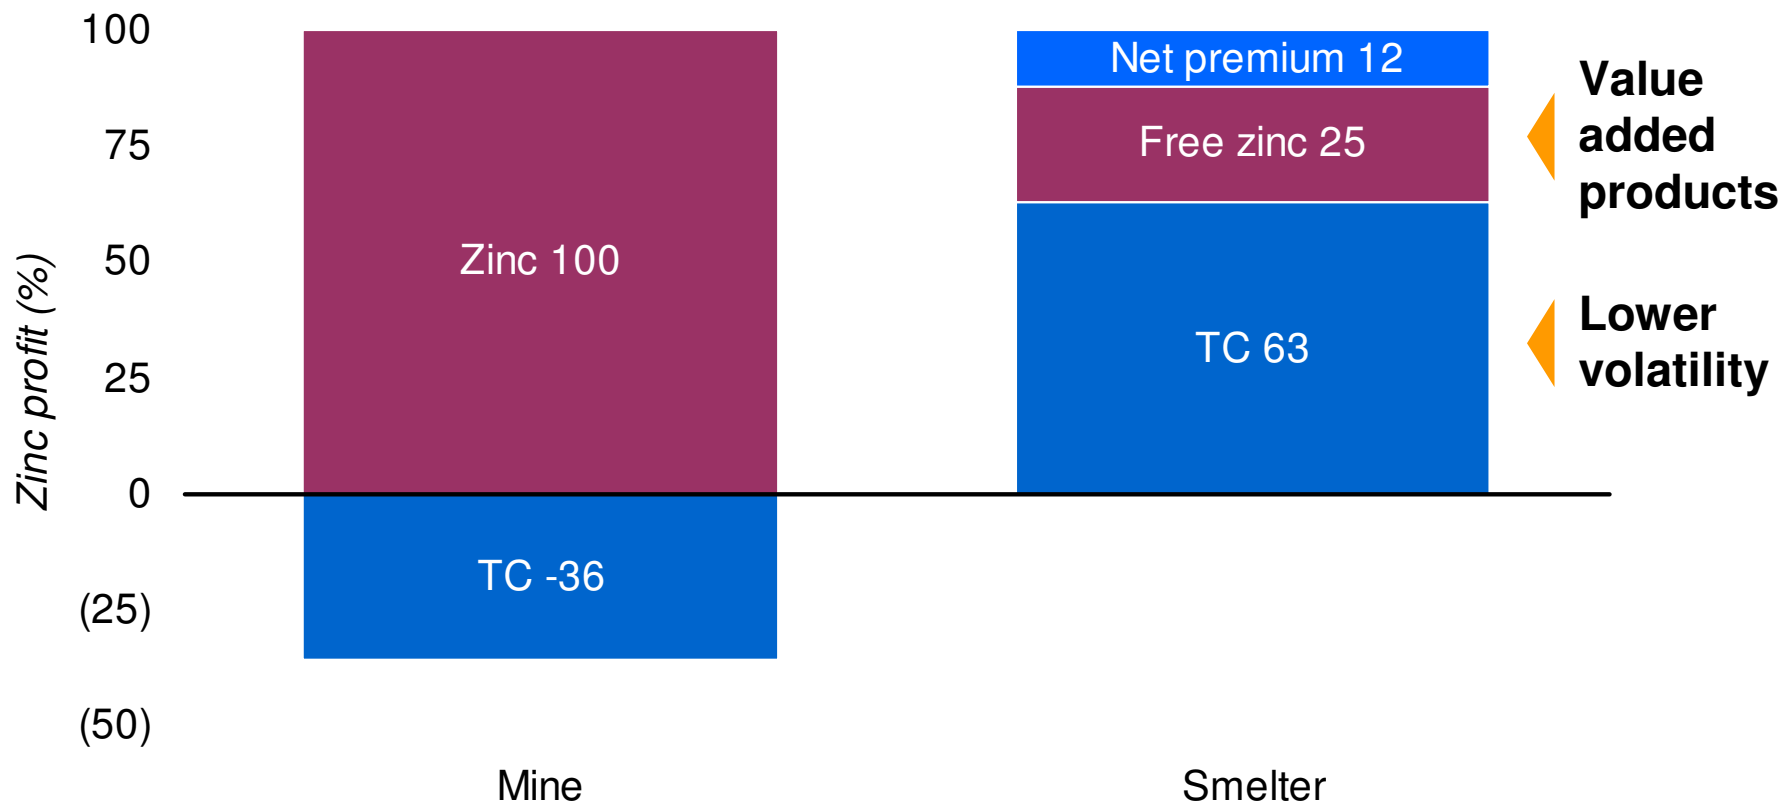 Zinc profit (%)
100
75
50
25
0
(25)
(50)
Zinc 100
TC -36
Mine
Net premium 12
Free zinc 25
TC 63
Smelter
Value
added
products
Lower
volatility